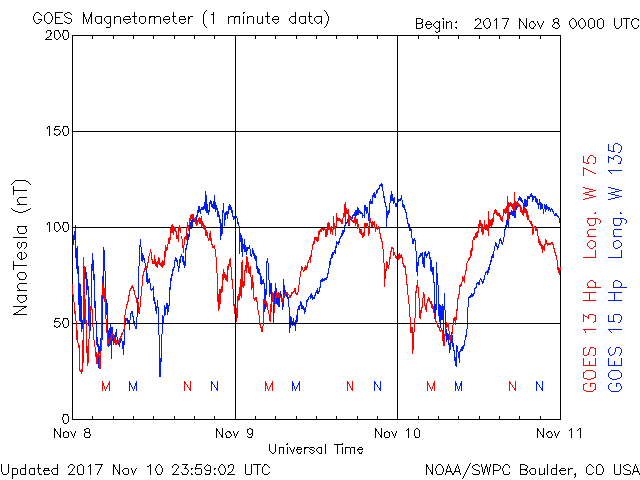 GOES Magnetometer (1 minute data)
Begin: 2017 Nov 8 0000 UTC
200
150
100
50
0
NanoTesla (nT)
M M N N M M N N M M N N
Nov 8 Nov 9 Nov 10 Nov 11
Universal Time
GOES 13 Hp Long. W 75
GOES 15 Hp Long. W 135
Updated 2017 Nov 10 23:59:02 UTC
NOAA/SWPC Boulder, CO USA